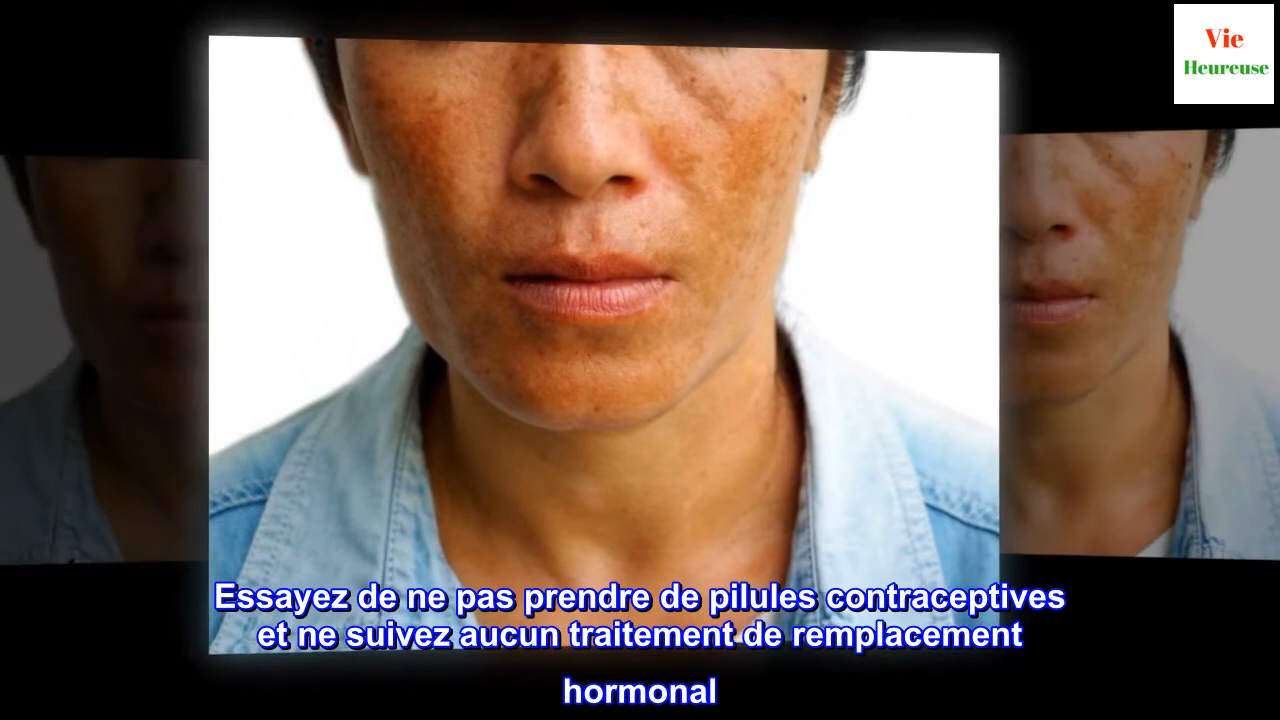 Vie
Heureuse
Essayez de ne pas prendre de pilules contraceptives
et ne suivez aucun traitement de remplacement
hormonal